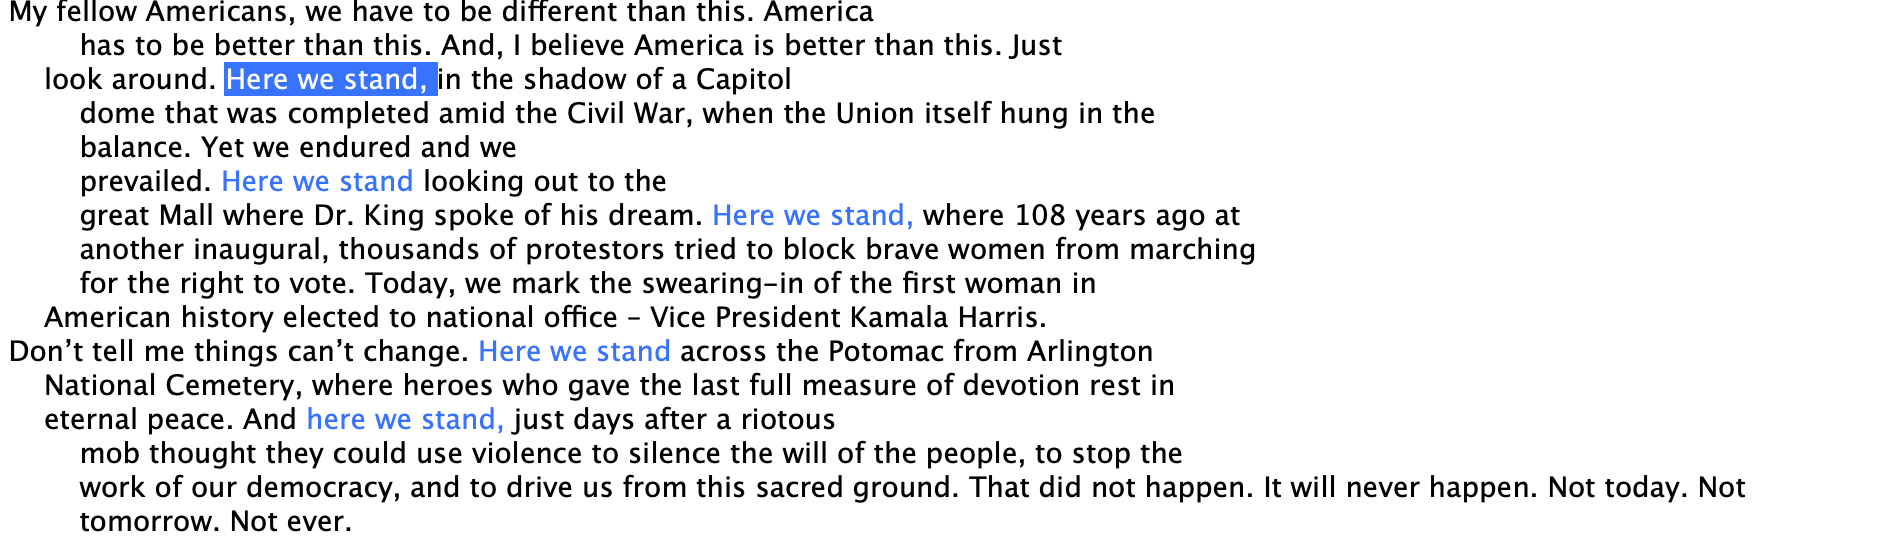 My fellow Americans, we have to be different than this. America
has to be better than this. And, I believe America is better than this. Just
look around. Here we stand, in the shadow of a Capitol
dome that was completed amid the Civil War, when the Union itself hung in the
balance. Yet we endured and we
prevailed. Here we stand looking out to the
great Mall where Dr. King spoke of his dream. Here we stand, where 108 years ago at
another inaugural, thousands of protestors tried to block brave women from marching
for the right to vote. Today, we mark the swearing-in of the first woman in
American history elected to national office – Vice President Kamala Harris.
Don’t tell me things can’t change. Here we stand across the Potomac from Arlington
National Cemetery, where heroes who gave the last full measure of devotion rest in
eternal peace. And here we stand, just days after a riotous
mob thought they could use violence to silence the will of the people, to stop the
work of our democracy, and to drive us from this sacred ground. That did not happen. It will never happen. Not today. Not
tomorrow. Not ever.